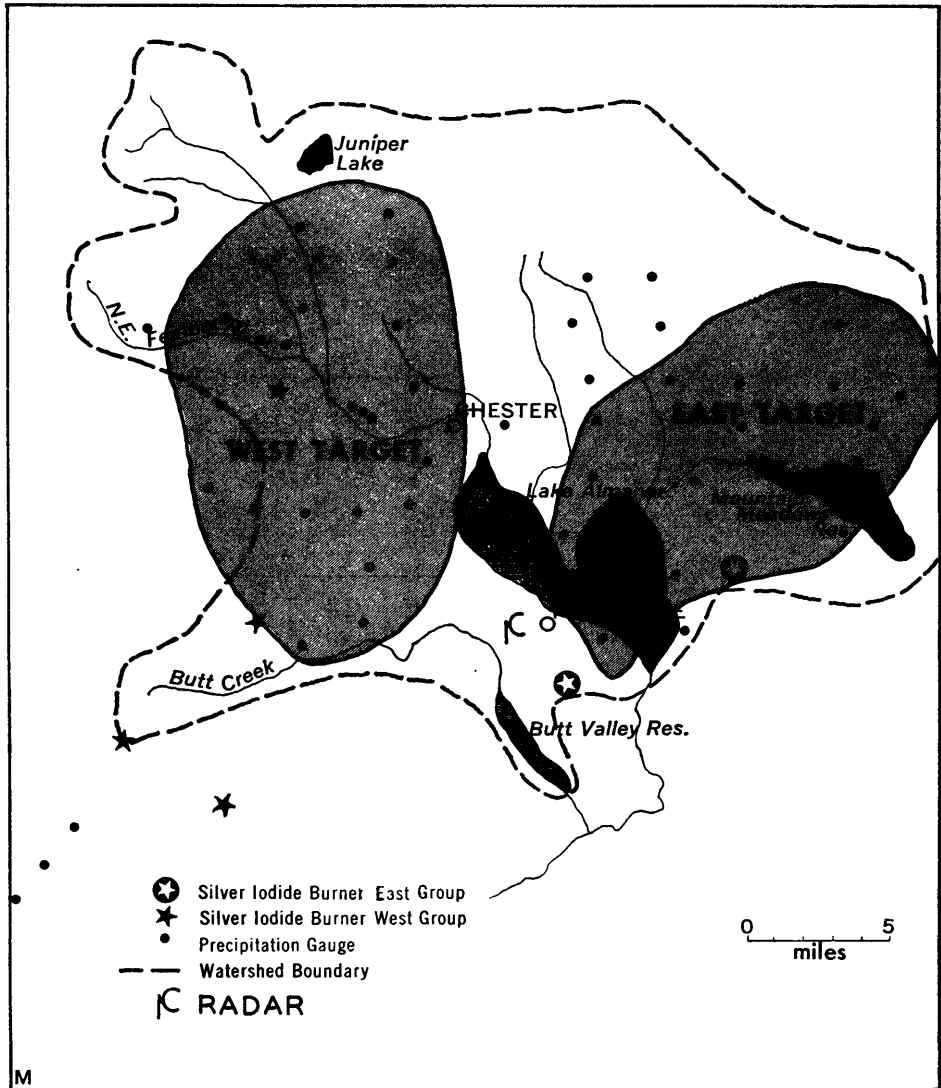 Juniper
Lake
N.E.
CHESTER
WEST TARGET
EAST TARGET
Lake Almanor
Mountain
Butt Creek
Butt Valley Res.
Silver Iodide Burner East Group
Silver Iodide Burner West Group
Precipitation Gauge
Watershed Boundary
RADAR
0 5
miles
M